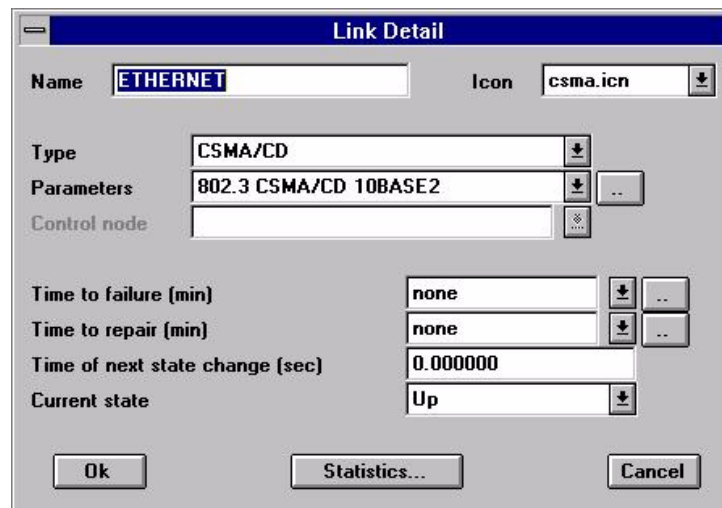 Link Detail
Name ETHERNET Icon csma.icn
Type CSMA/CD
Parameters 802.3 CSMA/CD 10BASE2 ..
Control node
Time to failure (min) none ..
Time to repair (min) none ..
Time of next state change (sec) 0.000000
Current state Up
Ok Statistics... Cancel